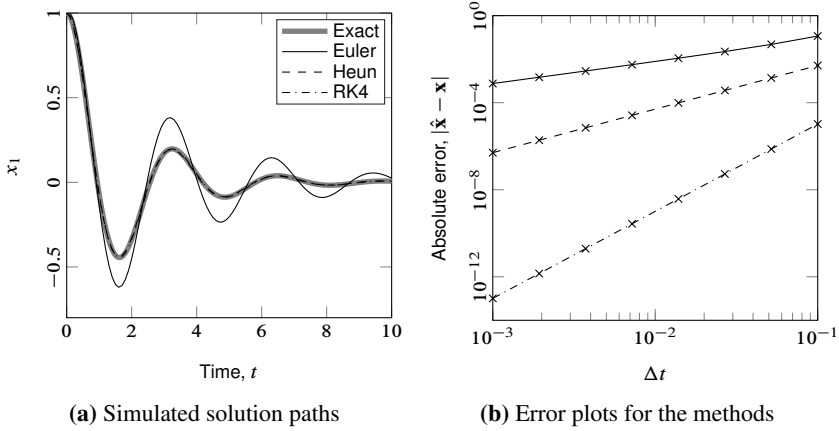 1
0.5
0
−0.5
x₁
0 2 4 6 8 10
Time, t
Exact
Euler
Heun
RK4
(a) Simulated solution paths
10⁰
10⁻⁴
10⁻⁸
10⁻¹²
Absolute error, |x̂ − x|
10⁻³ 10⁻² 10⁻¹
Δt
(b) Error plots for the methods